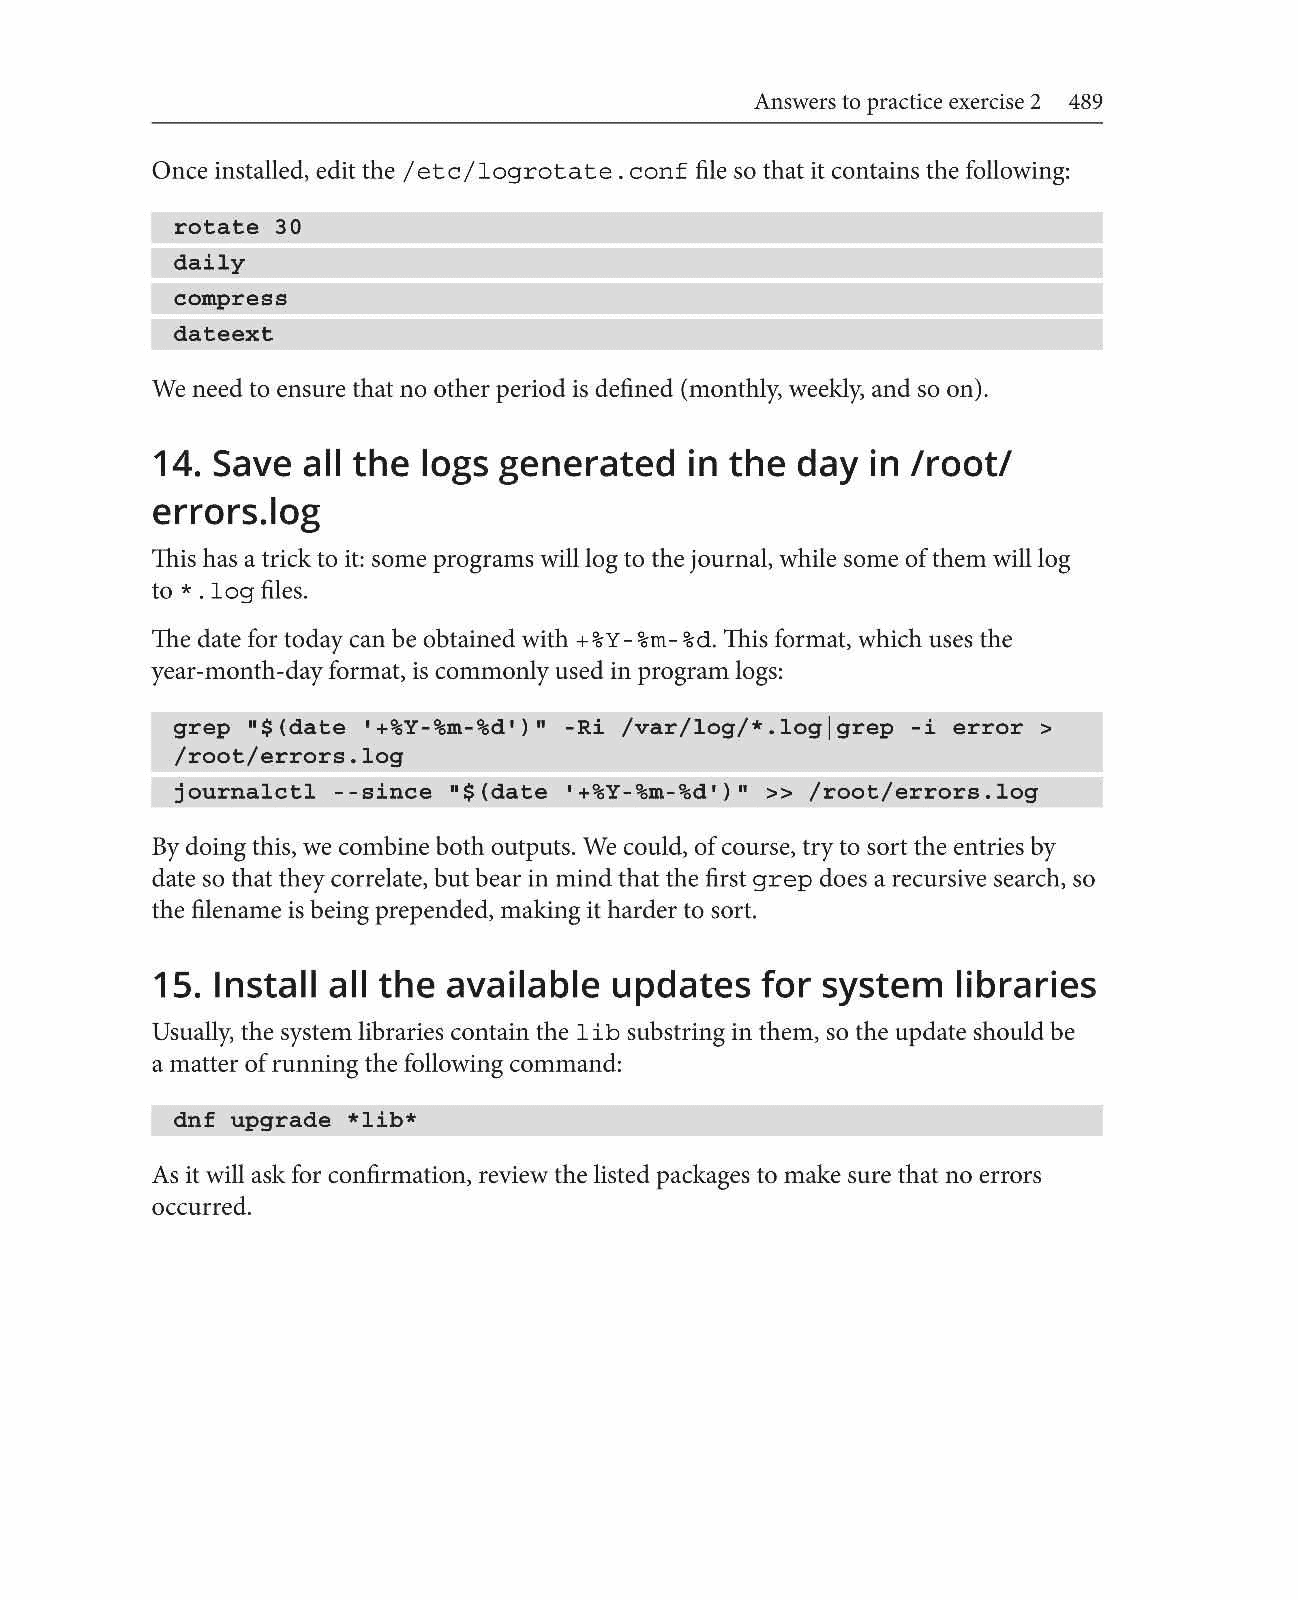 Answers to practice exercise 2 489
Once installed, edit the /etc/logrotate.conf file so that it contains the following:
rotate 30
daily
compress
dateext
We need to ensure that no other period is defined (monthly, weekly, and so on).
14. Save all the logs generated in the day in /root/
errors.log
This has a trick to it: some programs will log to the journal, while some of them will log
to *.log files.
The date for today can be obtained with +%Y-%m-%d. This format, which uses the
year-month-day format, is commonly used in program logs:
grep "$(date '+%Y-%m-%d')" -Ri /var/log/*.log|grep -i error >
/root/errors.log
journalctl --since "$(date '+%Y-%m-%d')" >> /root/errors.log
By doing this, we combine both outputs. We could, of course, try to sort the entries by
date so that they correlate, but bear in mind that the first grep does a recursive search, so
the filename is being prepended, making it harder to sort.
15. Install all the available updates for system libraries
Usually, the system libraries contain the lib substring in them, so the update should be
a matter of running the following command:
dnf upgrade *lib*
As it will ask for confirmation, review the listed packages to make sure that no errors
occurred.